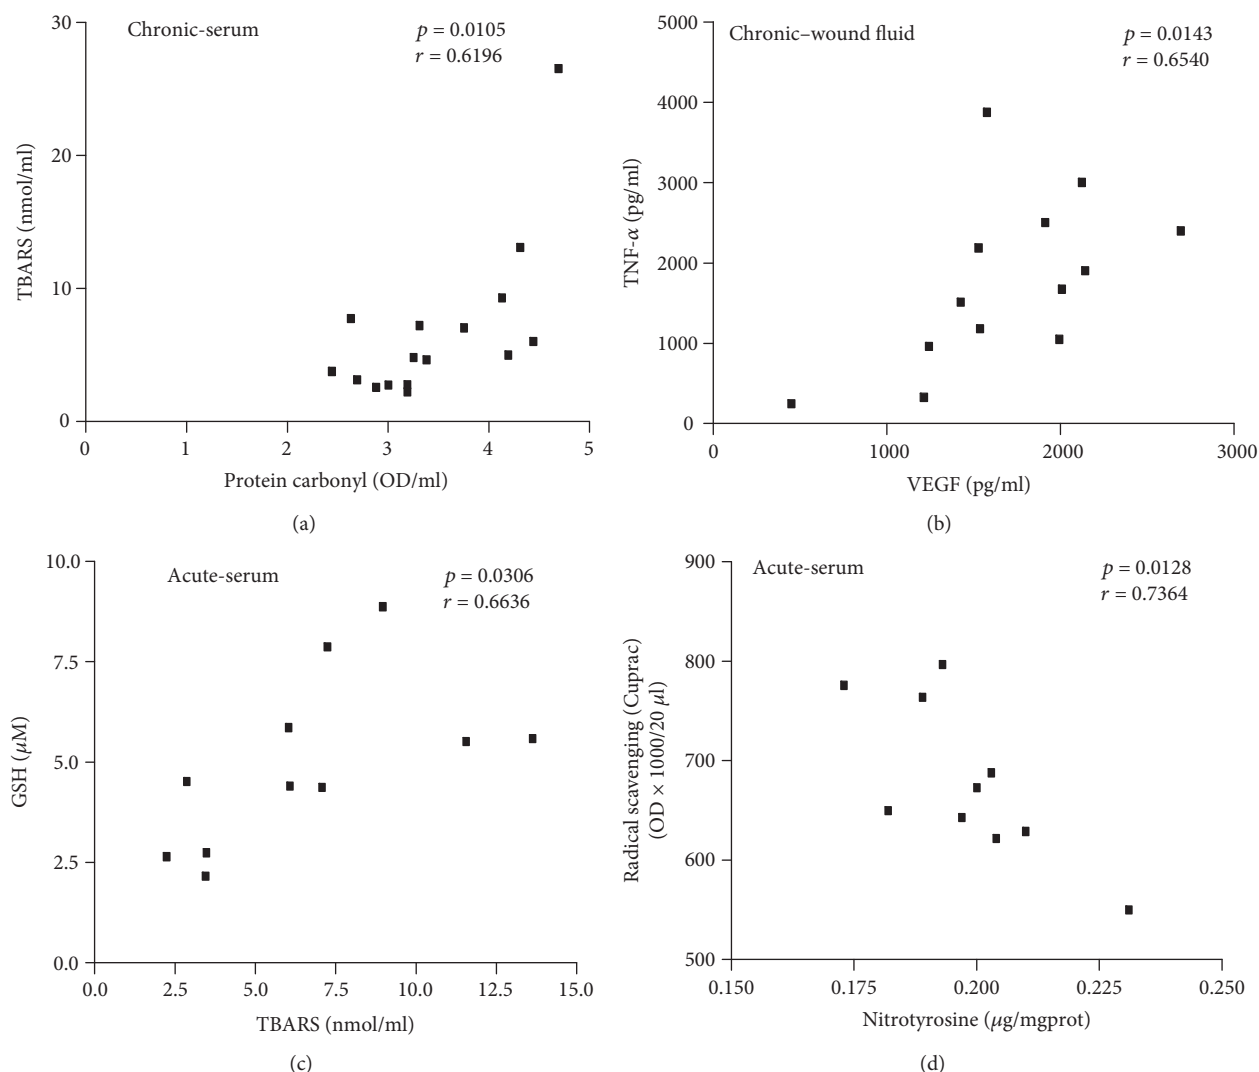 Chronic-serum
p = 0.0105
r = 0.6196
30
20
10
0
TBARS (nmol/ml)
0 1 2 3 4 5
Protein carbonyl (OD/ml)
(a)
Chronic–wound fluid
p = 0.0143
r = 0.6540
5000
4000
3000
2000
1000
0
TNF-α (pg/ml)
0 1000 2000 3000
VEGF (pg/ml)
(b)
Acute-serum
p = 0.0306
r = 0.6636
10.0
7.5
5.0
2.5
0.0
GSH (μM)
0.0 2.5 5.0 7.5 10.0 12.5 15.0
TBARS (nmol/ml)
(c)
Acute-serum
p = 0.0128
r = 0.7364
900
800
700
600
500
Radical scavenging (Cuprac)
(OD × 1000/20 μl)
0.150 0.175 0.200 0.225 0.250
Nitrotyrosine (μg/mgprot)
(d)